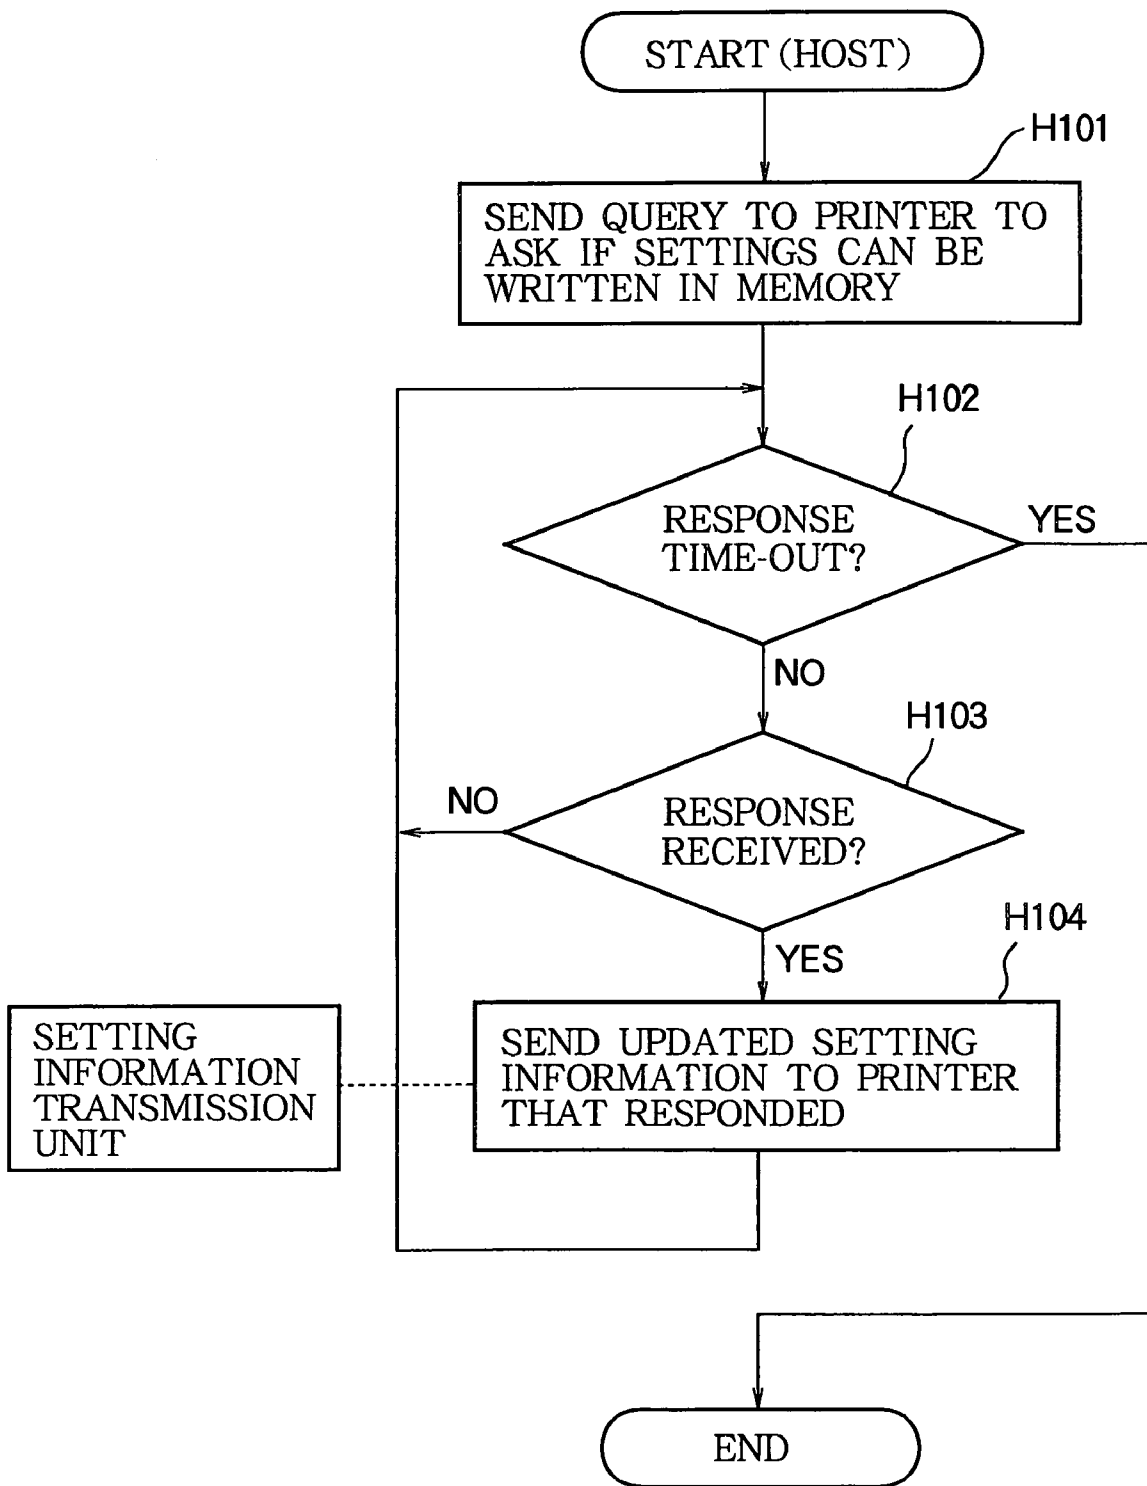 START (HOST)
H101
SEND QUERY TO PRINTER TO
ASK IF SETTINGS CAN BE
WRITTEN IN MEMORY
H102
RESPONSE
TIME-OUT?
YES
NO
H103
RESPONSE
RECEIVED?
NO
YES
H104
SEND UPDATED SETTING
INFORMATION TO PRINTER
THAT RESPONDED
SETTING
INFORMATION
TRANSMISSION
UNIT
END